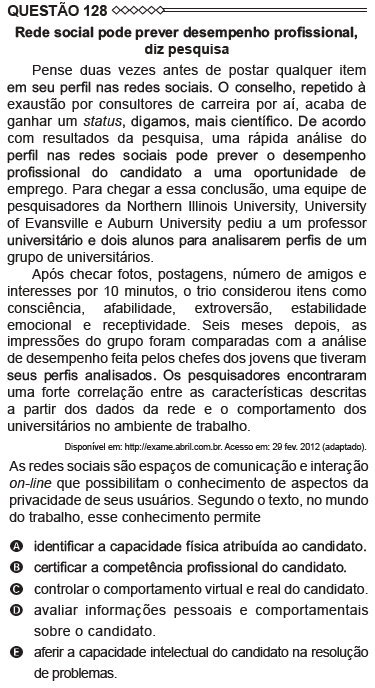 QUESTÃO 128
Rede social pode prever desempenho profissional,
diz pesquisa
Pense duas vezes antes de postar qualquer item
em seu perfil nas redes sociais. O conselho, repetido à
exaustão por consultores de carreira por aí, acaba de
ganhar um status, digamos, mais científico. De acordo
com resultados da pesquisa, uma rápida análise do
perfil nas redes sociais pode prever o desempenho
profissional do candidato a uma oportunidade de
emprego. Para chegar a essa conclusão, uma equipe de
pesquisadores da Northern Illinois University, University
of Evansville e Auburn University pediu a um professor
universitário e dois alunos para analisarem perfis de um
grupo de universitários.
Após checar fotos, postagens, número de amigos e
interesses por 10 minutos, o trio considerou itens como
consciência, afabilidade, extroversão, estabilidade
emocional e receptividade. Seis meses depois, as
impressões do grupo foram comparadas com a análise
de desempenho feita pelos chefes dos jovens que tiveram
seus perfis analisados. Os pesquisadores encontraram
uma forte correlação entre as características descritas
a partir dos dados da rede e o comportamento dos
universitários no ambiente de trabalho.
Disponível em: http://exame.abril.com.br. Acesso em: 29 fev. 2012 (adaptado).
As redes sociais são espaços de comunicação e interação
on-line que possibilitam o conhecimento de aspectos da
privacidade de seus usuários. Segundo o texto, no mundo
do trabalho, esse conhecimento permite
A identificar a capacidade física atribuída ao candidato.
B certificar a competência profissional do candidato.
C controlar o comportamento virtual e real do candidato.
D avaliar informações pessoais e comportamentais
sobre o candidato.
E aferir a capacidade intelectual do candidato na resolução
de problemas.